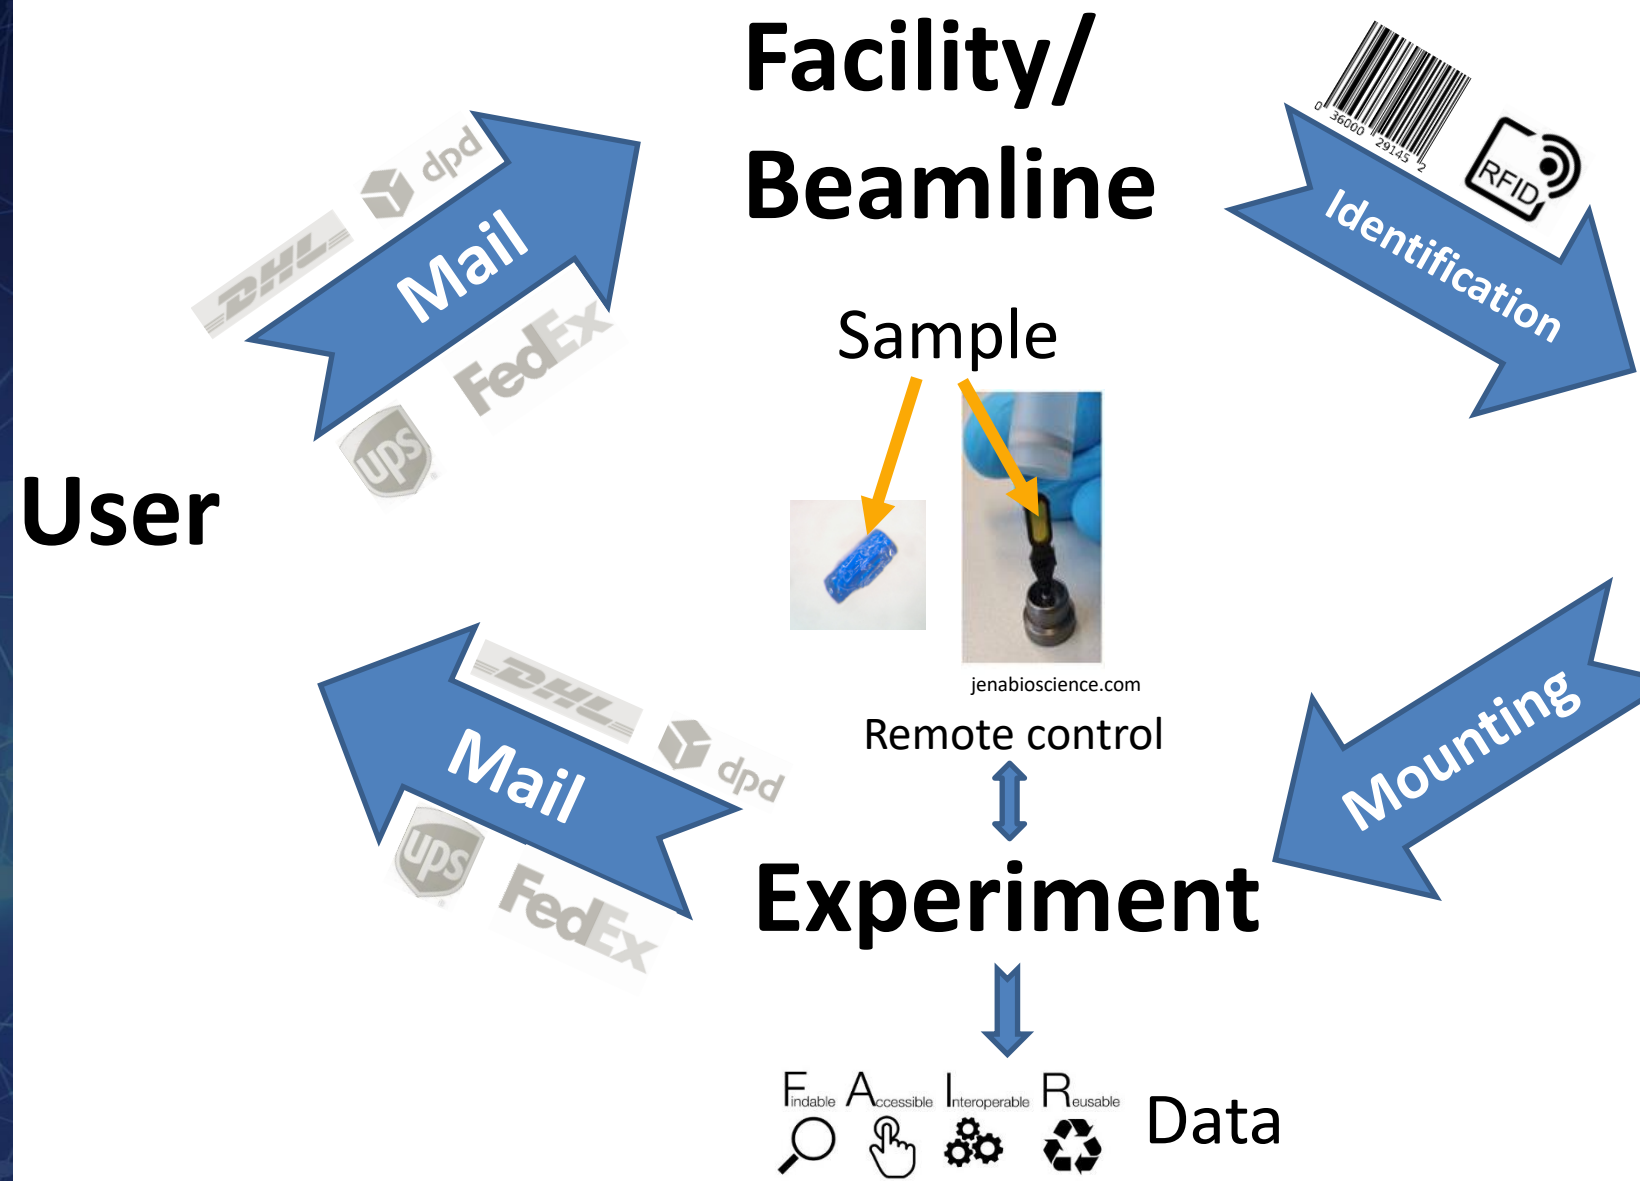 Facility/
Beamline
0 36000 29145 2
RFID
Identification
dpd
DHL
Mail
FedEx
UPS
User
Sample
jenabioscience.com
Remote control
Mounting
DHL
dpd
Mail
UPS
FedEx
Experiment
Findable Accessible Interoperable Reusable
Data